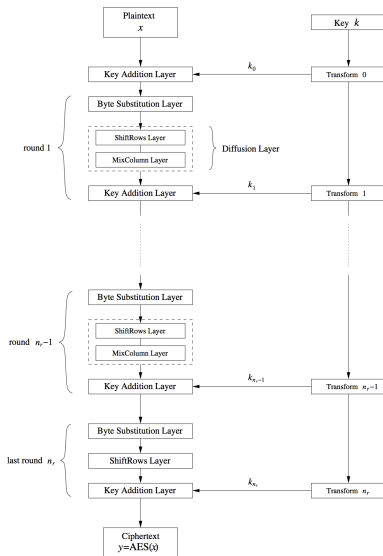 Plaintext
x
Key k
Key Addition Layer
k₀
Transform 0
Byte Substitution Layer
round 1
ShiftRows Layer
MixColumn Layer
Diffusion Layer
Key Addition Layer
k₁
Transform 1
Byte Substitution Layer
round nᵣ−1
ShiftRows Layer
MixColumn Layer
Key Addition Layer
kₙᵣ₋₁
Transform nᵣ−1
Byte Substitution Layer
last round nᵣ
ShiftRows Layer
Key Addition Layer
kₙᵣ
Transform nᵣ
Ciphertext
y=AES(x)